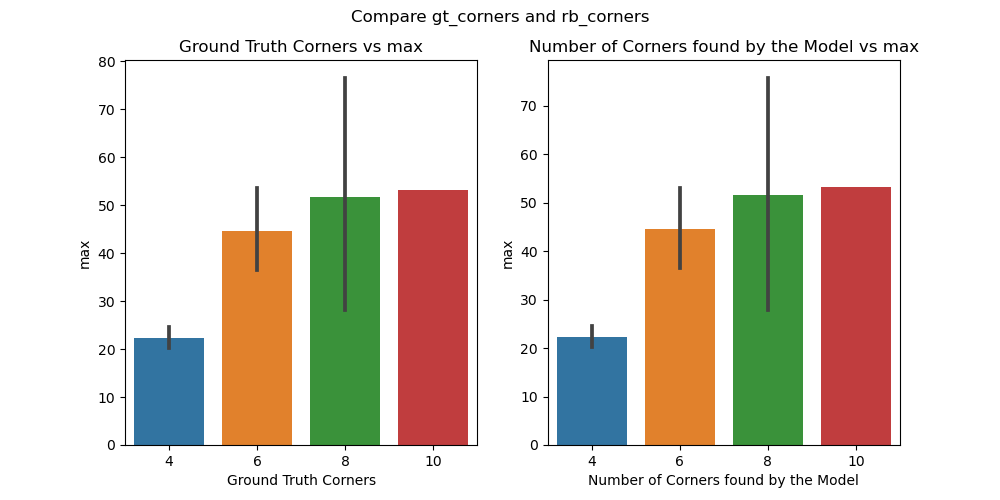 Compare gt_corners and rb_corners
Ground Truth Corners vs max
80
70
60
50
40
30
20
10
0
max
4 6 8 10
Ground Truth Corners
Number of Corners found by the Model vs max
70
60
50
40
30
20
10
0
max
4 6 8 10
Number of Corners found by the Model